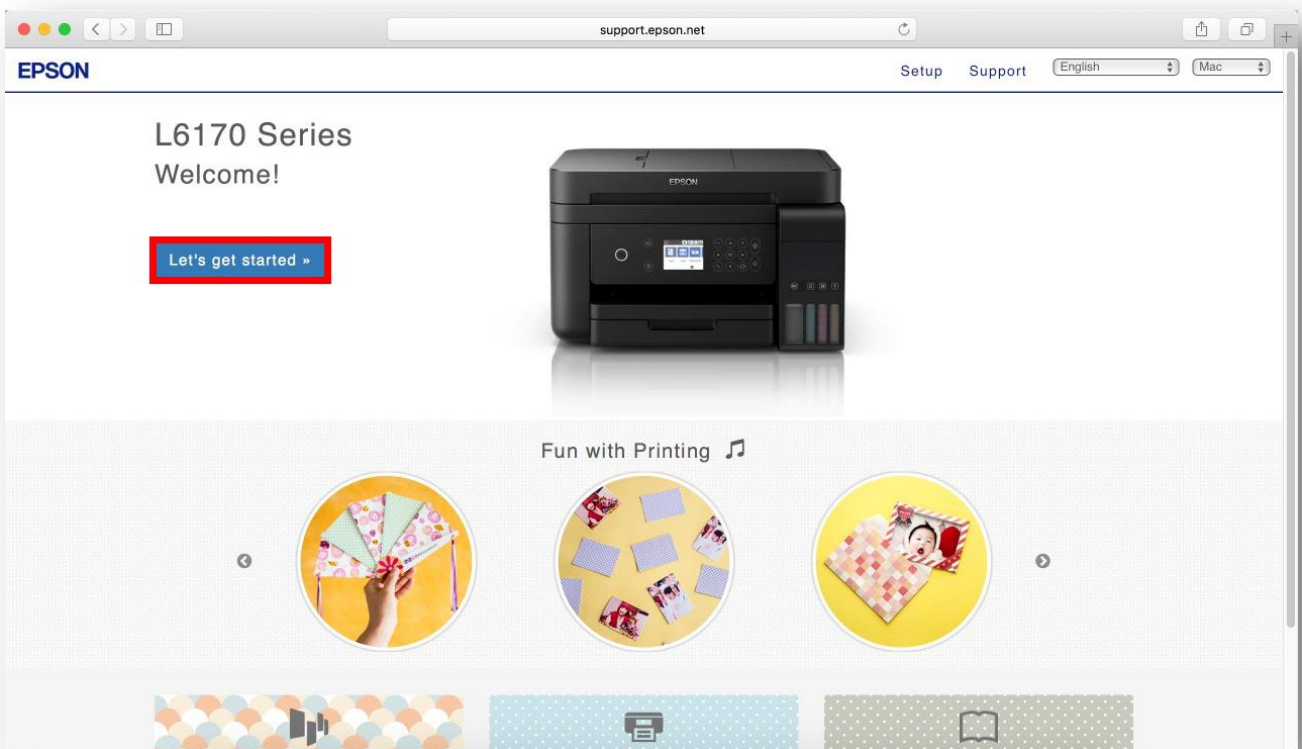 support.epson.net
EPSON
Setup Support English Mac
L6170 Series
Welcome!
EPSON
Let's get started »
Fun with Printing